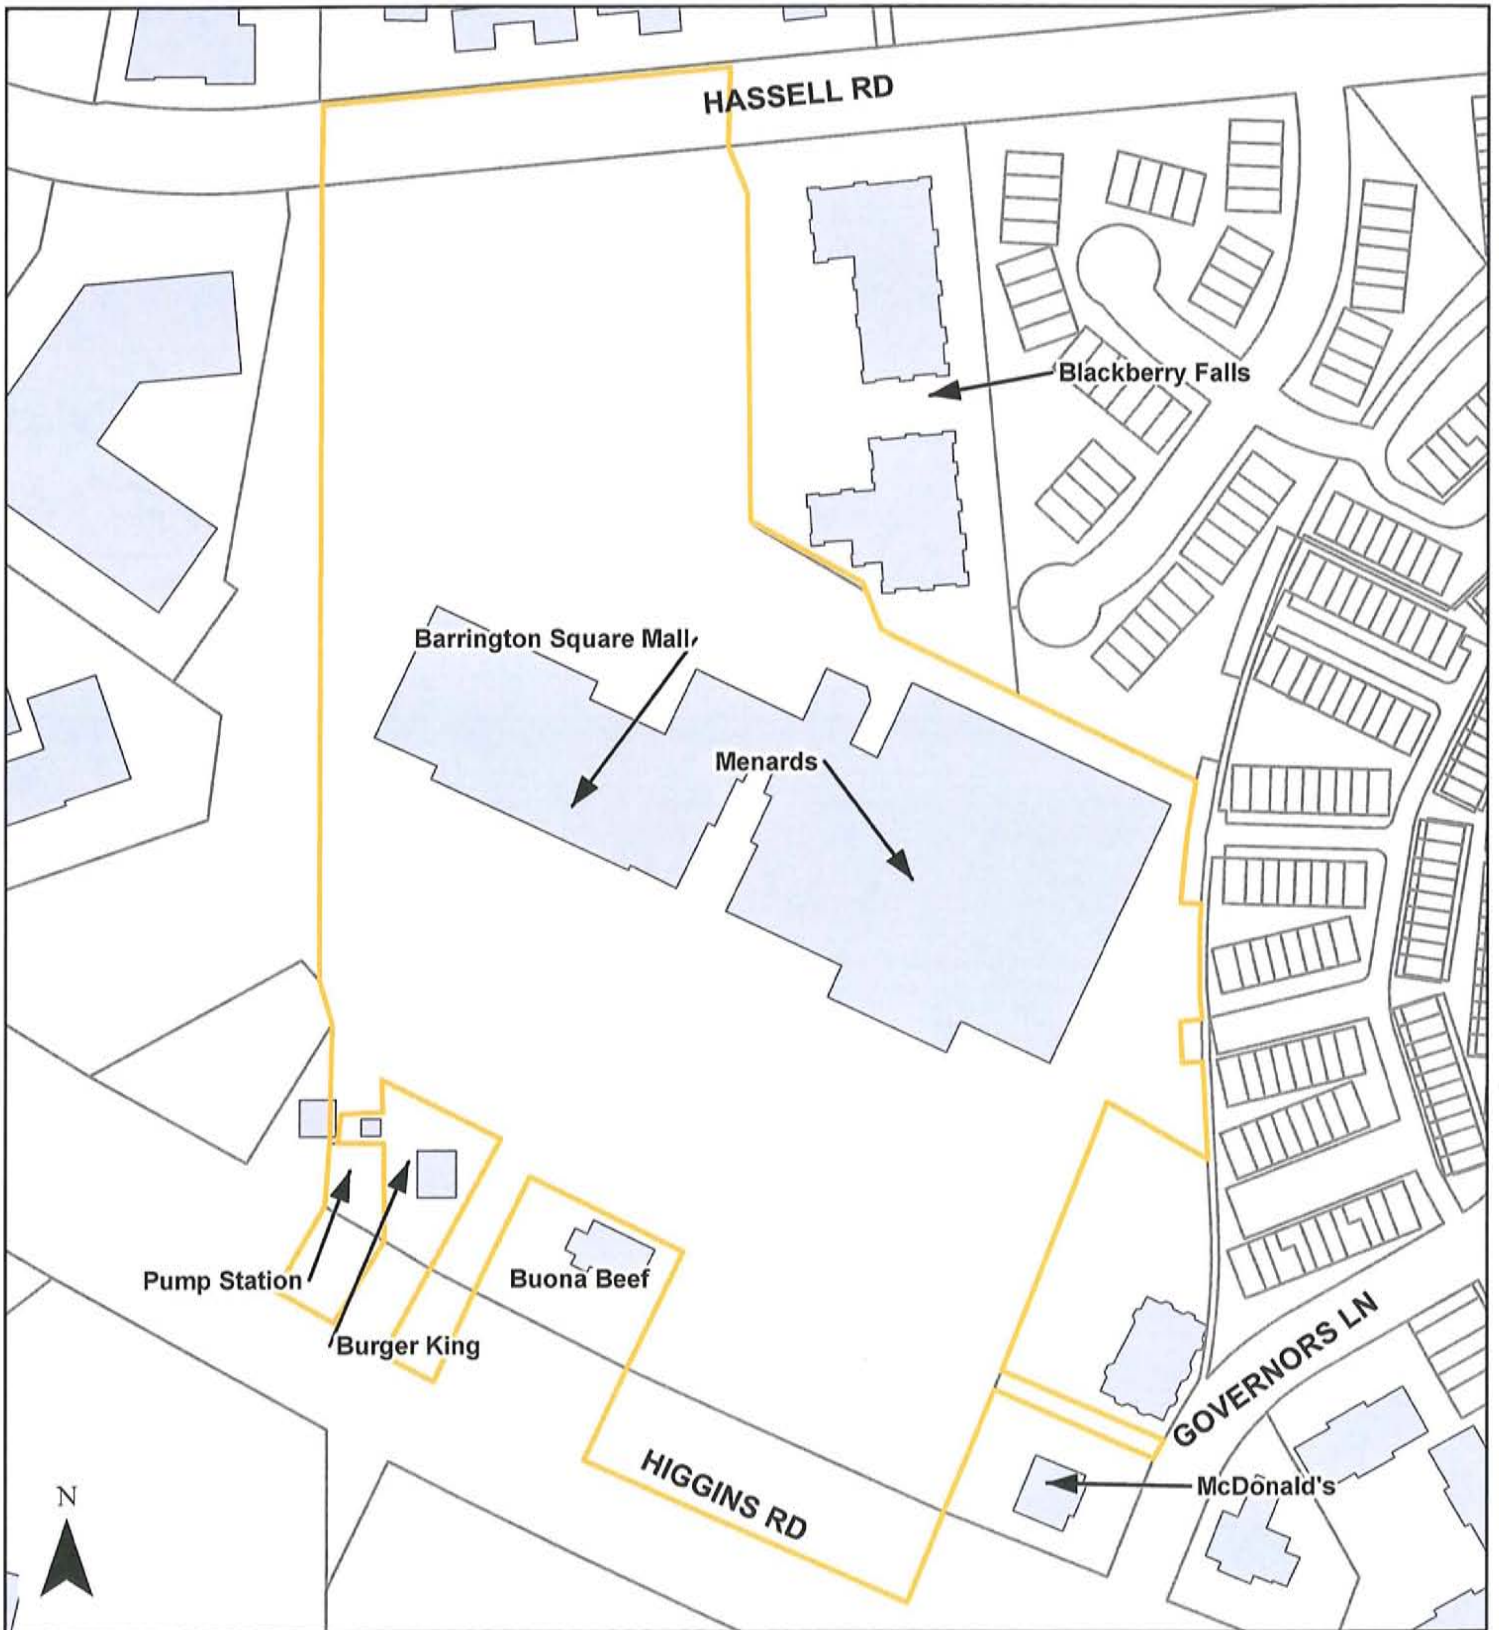 HASSELL RD
Blackberry Falls
Barrington Square Mall
Menards
Pump Station
Buona Beef
Burger King
GOVERNORS LN
HIGGINS RD
McDonald's
N